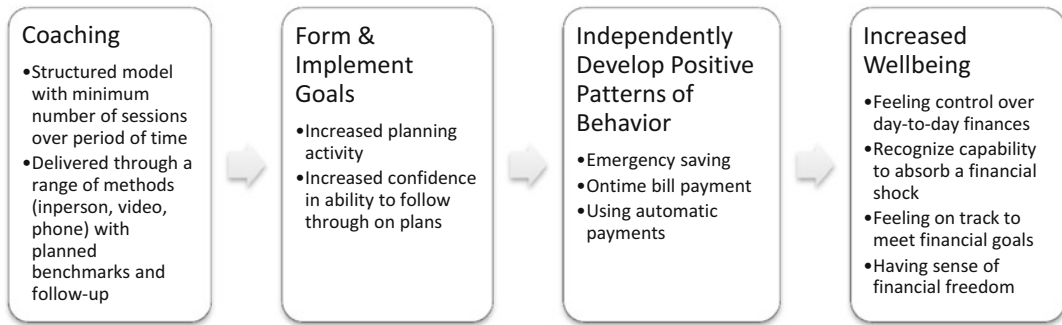 Coaching
•Structured model
with minimum
number of sessions
over period of time
•Delivered through a
range of methods
(inperson, video,
phone) with
planned
benchmarks and
follow-up
Form &
Implement
Goals
•Increased planning
activity
•Increased confidence
in ability to follow
through on plans
Independently
Develop Positive
Patterns of
Behavior
•Emergency saving
•Ontime bill payment
•Using automatic
payments
Increased
Wellbeing
•Feeling control over
day-to-day finances
•Recognize capability
to absorb a financial
shock
•Feeling on track to
meet financial goals
•Having sense of
financial freedom